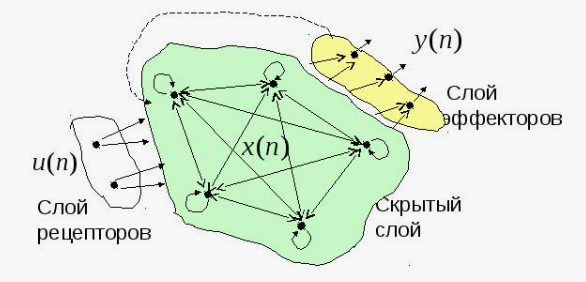 y(n)
Слой
эффекторов
x(n)
u(n)
Слой
рецепторов
Скрытый
слой